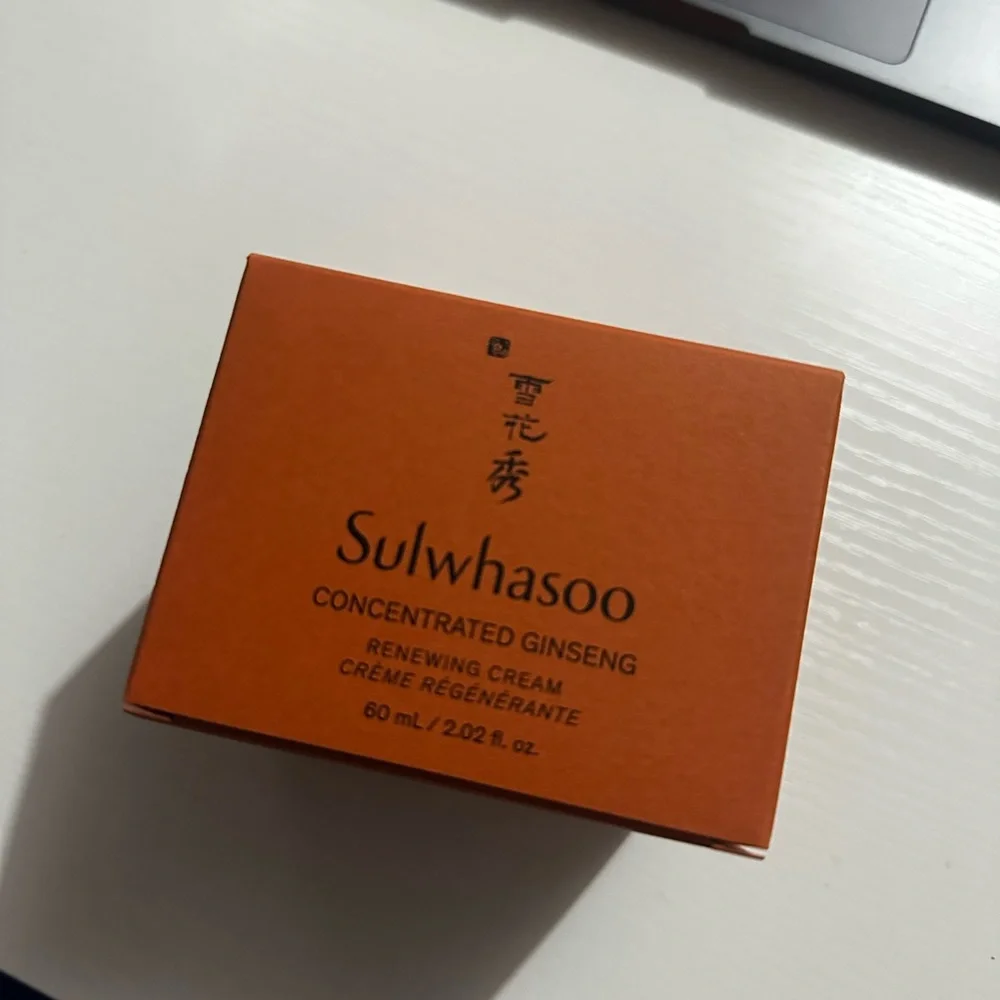 雪
花
秀
Sulwhasoo
CONCENTRATED GINSENG
RENEWING CREAM
CRÈME RÉGÉNÉRANTE
60 mL / 2.02 fl. oz.